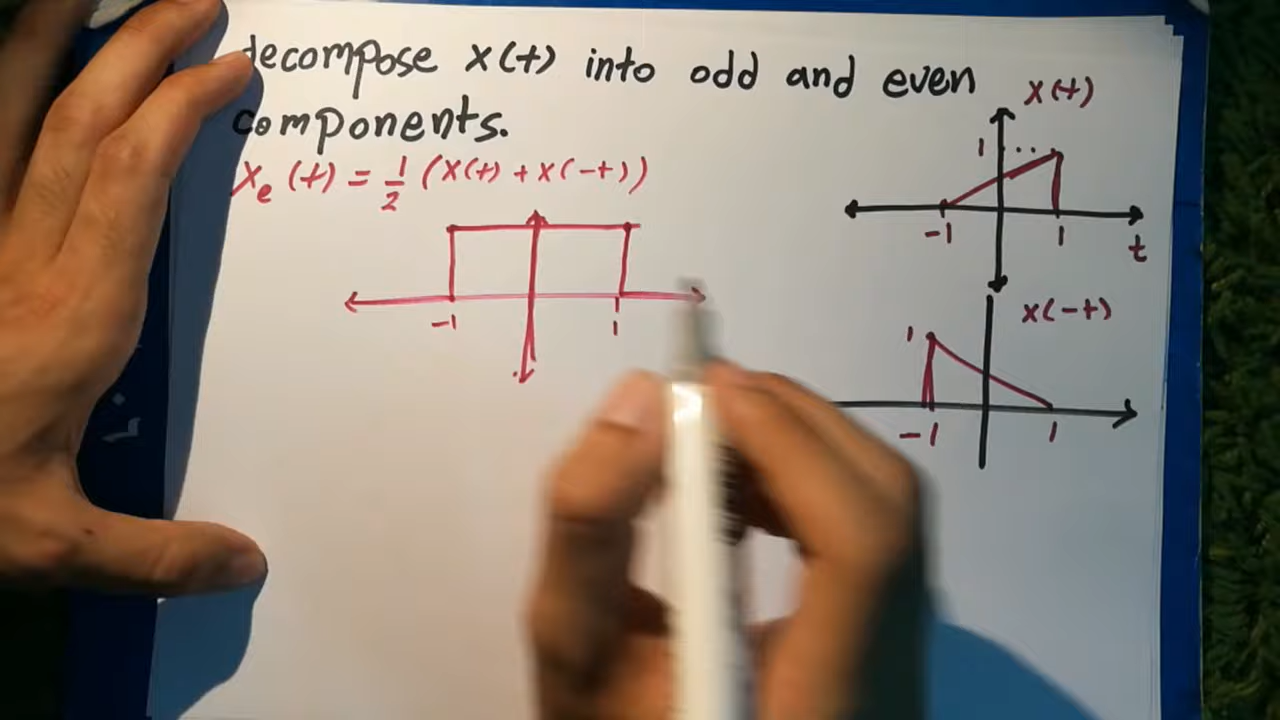 decompose x(t) into odd and even
components.
Xe(t) = 1/2 (x(t) + x(-t))
-1
1
x(t)
1
-1
1
t
x(-t)
1
-1
1